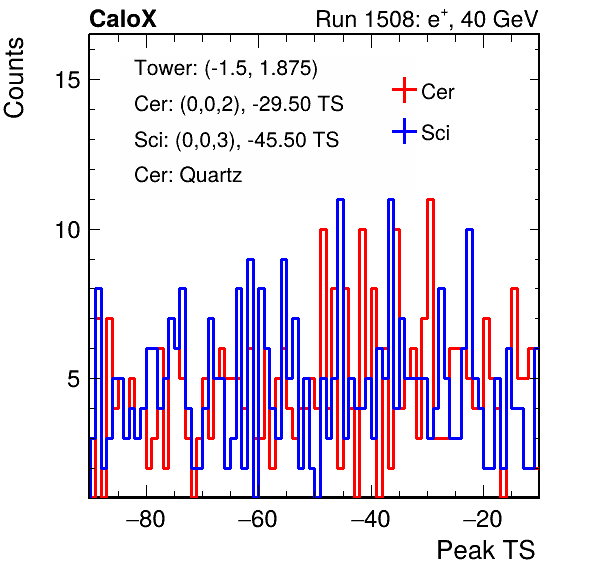 CaloX Run 1508: e⁺, 40 GeV
Counts
Tower: (-1.5, 1.875)
Cer: (0,0,2), -29.50 TS
Sci: (0,0,3), -45.50 TS
Cer: Quartz
Cer
Sci
15
10
5
−80 −60 −40 −20
Peak TS